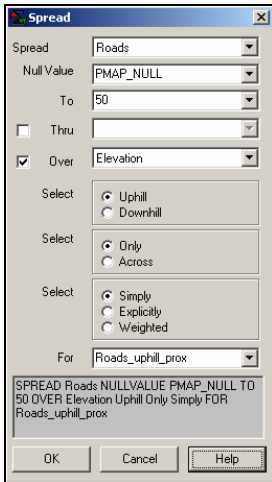 Spread
Spread Roads
Null Value PMAP_NULL
To 50
Thru
Over Elevation
Select Uphill
Downhill
Select Only
Across
Select Simply
Explicitly
Weighted
For Roads_uphill_prox
SPREAD Roads NULLVALUE PMAP_NULL TO
50 OVER Elevation Uphill Only Simply FOR
Roads_uphill_prox
OK Cancel Help